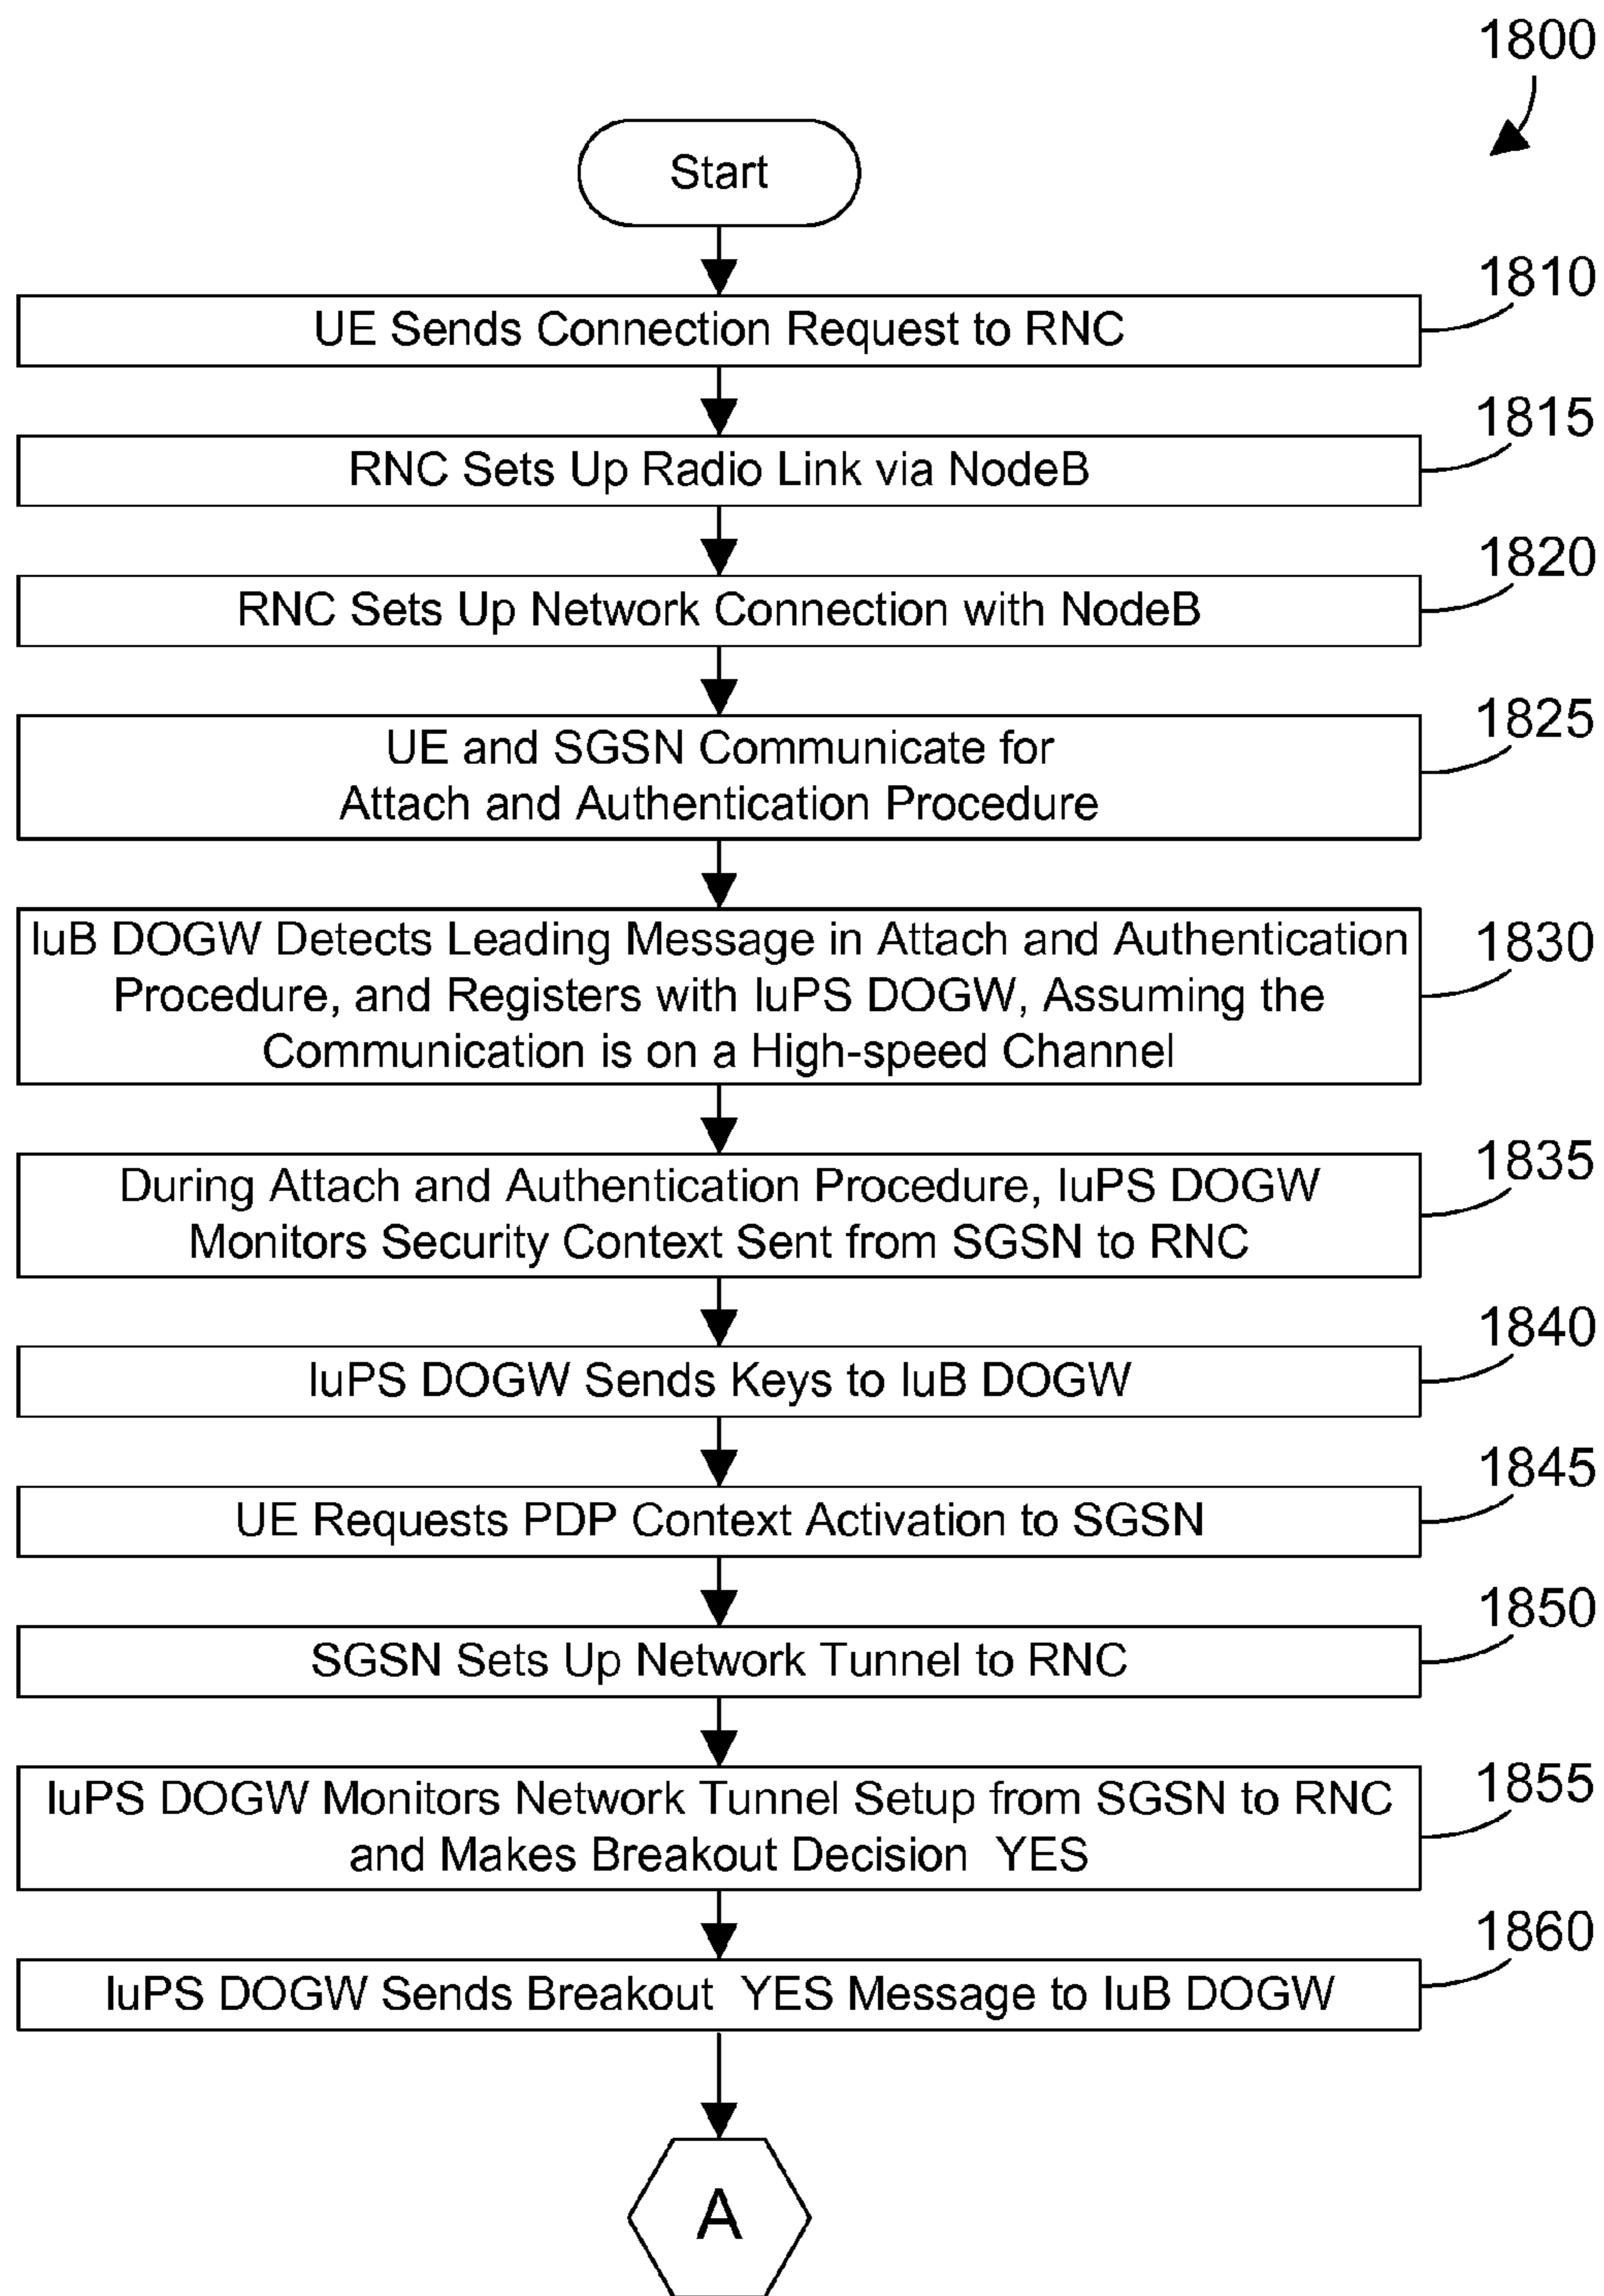 1800
Start
1810
UE Sends Connection Request to RNC
1815
RNC Sets Up Radio Link via NodeB
1820
RNC Sets Up Network Connection with NodeB
1825
UE and SGSN Communicate for
Attach and Authentication Procedure
1830
IuB DOGW Detects Leading Message in Attach and Authentication
Procedure, and Registers with IuPS DOGW, Assuming the
Communication is on a High-speed Channel
1835
During Attach and Authentication Procedure, IuPS DOGW
Monitors Security Context Sent from SGSN to RNC
1840
IuPS DOGW Sends Keys to IuB DOGW
1845
UE Requests PDP Context Activation to SGSN
1850
SGSN Sets Up Network Tunnel to RNC
1855
IuPS DOGW Monitors Network Tunnel Setup from SGSN to RNC
and Makes Breakout Decision YES
1860
IuPS DOGW Sends Breakout YES Message to IuB DOGW
A